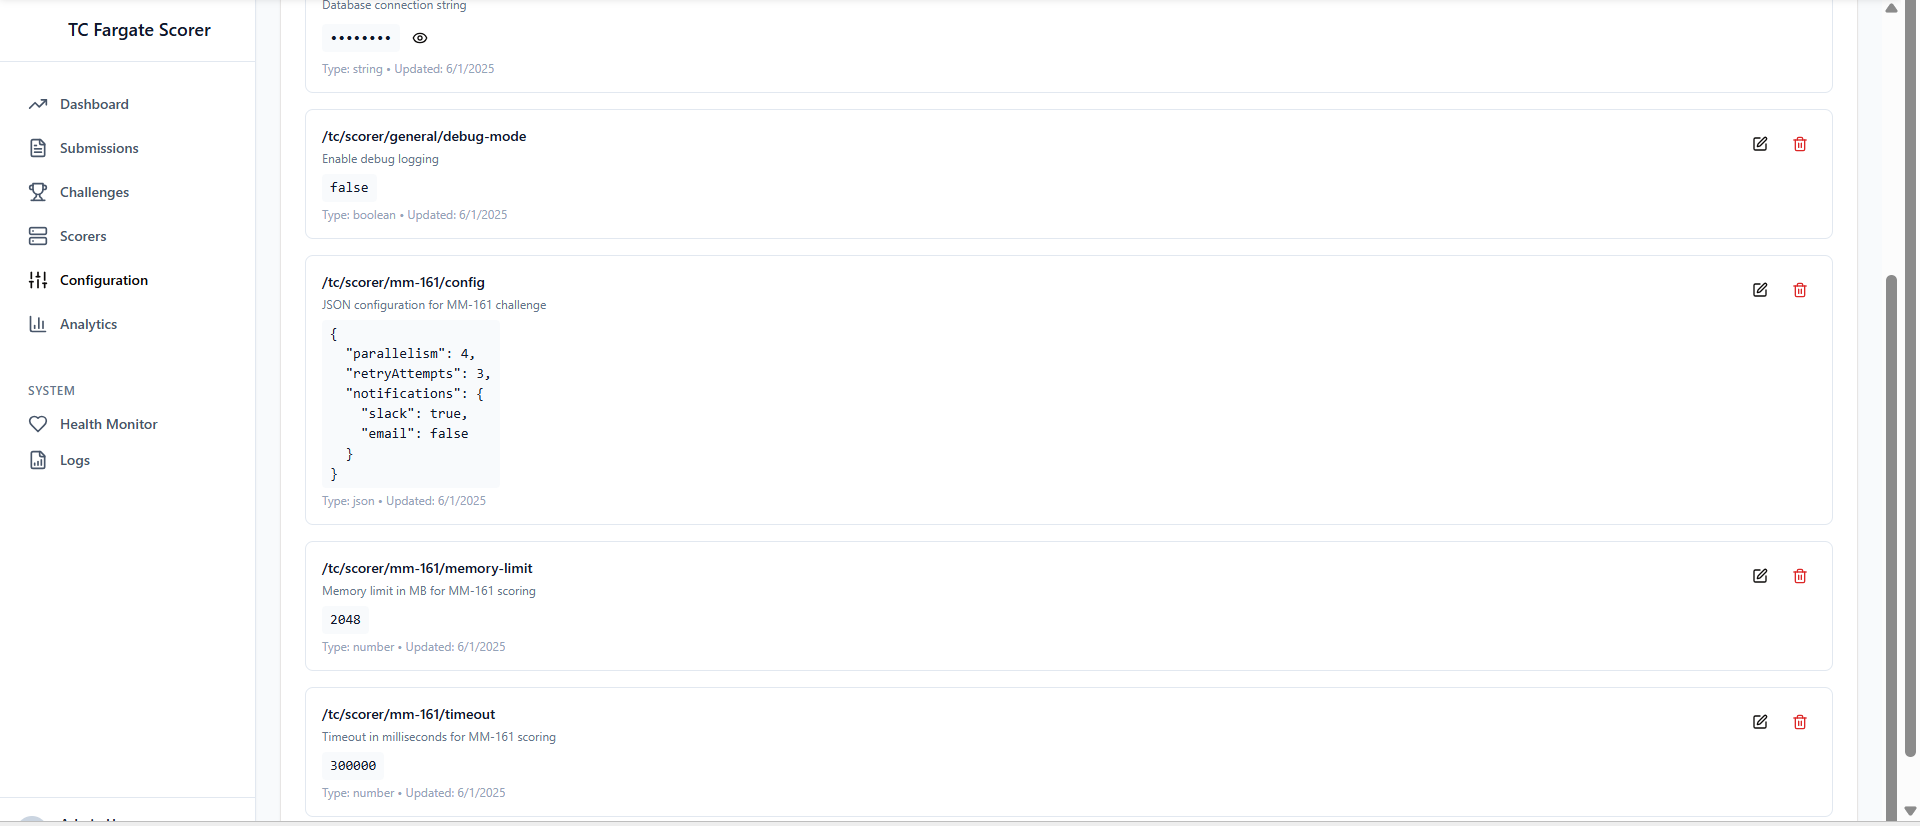 TC Fargate Scorer
Dashboard
Submissions
Challenges
Scorers
Configuration
Analytics
SYSTEM
Health Monitor
Logs
Database connection string
••••••••
Type: string • Updated: 6/1/2025
/tc/scorer/general/debug-mode
Enable debug logging
false
Type: boolean • Updated: 6/1/2025
/tc/scorer/mm-161/config
JSON configuration for MM-161 challenge
{
  "parallelism": 4,
  "retryAttempts": 3,
  "notifications": {
    "slack": true,
    "email": false
  }
}
Type: json • Updated: 6/1/2025
/tc/scorer/mm-161/memory-limit
Memory limit in MB for MM-161 scoring
2048
Type: number • Updated: 6/1/2025
/tc/scorer/mm-161/timeout
Timeout in milliseconds for MM-161 scoring
300000
Type: number • Updated: 6/1/2025